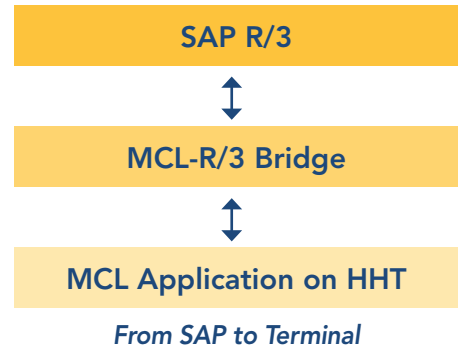 SAP R/3
MCL-R/3 Bridge
MCL Application on HHT
From SAP to Terminal